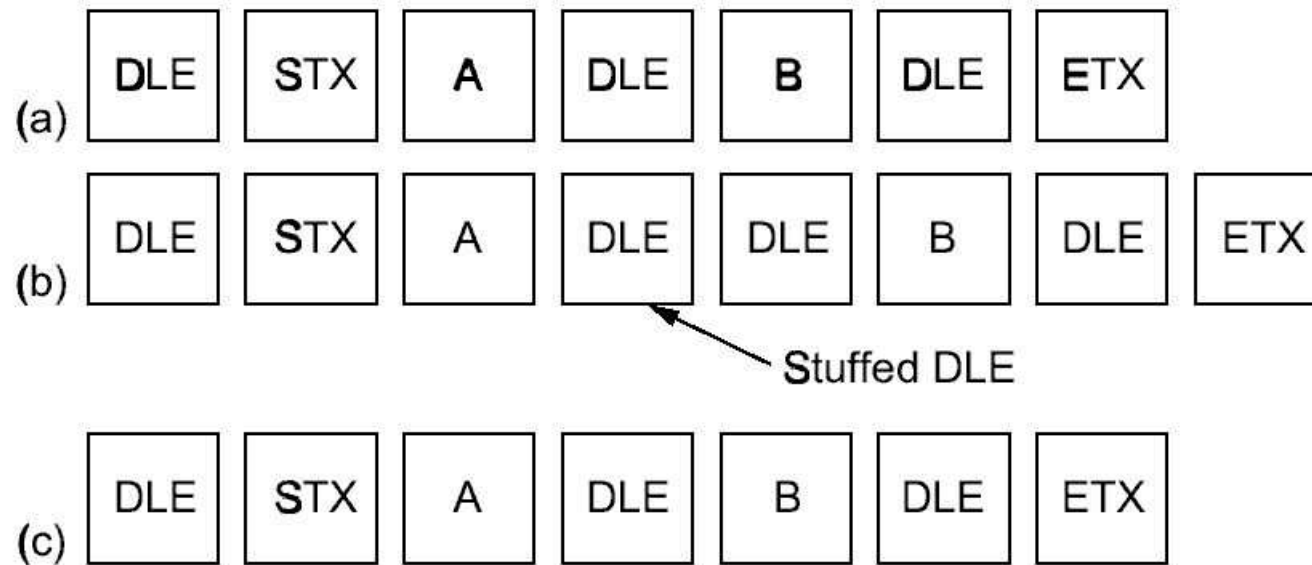 (a) DLE STX A DLE B DLE ETX
(b) DLE STX A DLE DLE B DLE ETX
Stuffed DLE
(c) DLE STX A DLE B DLE ETX